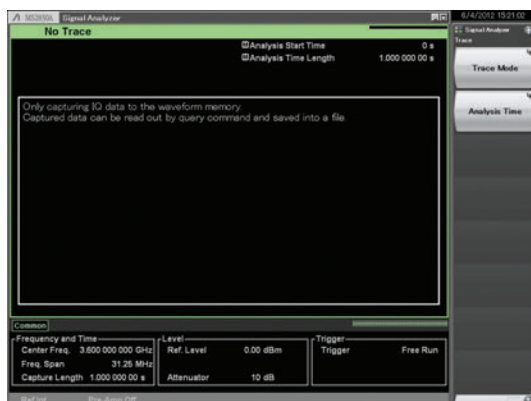 MS2850A Signal Analyzer
6/4/2012 15:21:02
No Trace
Analysis Start Time 0 s
Analysis Time Length 1.000 000 00 s
Only capturing IQ data to the waveform memory.
Captured data can be read out by query command and saved into a file.
Signal Analyzer
Trace
Trace Mode
Analysis Time
Common
Frequency and Time
Center Freq. 3.600 000 000 GHz
Freq. Span 31.25 MHz
Capture Length 1.000 000 00 s
Level
Ref. Level 0.00 dBm
Attenuator 10 dB
Trigger
Trigger Free Run
Ref.Int Pre-Amp Off